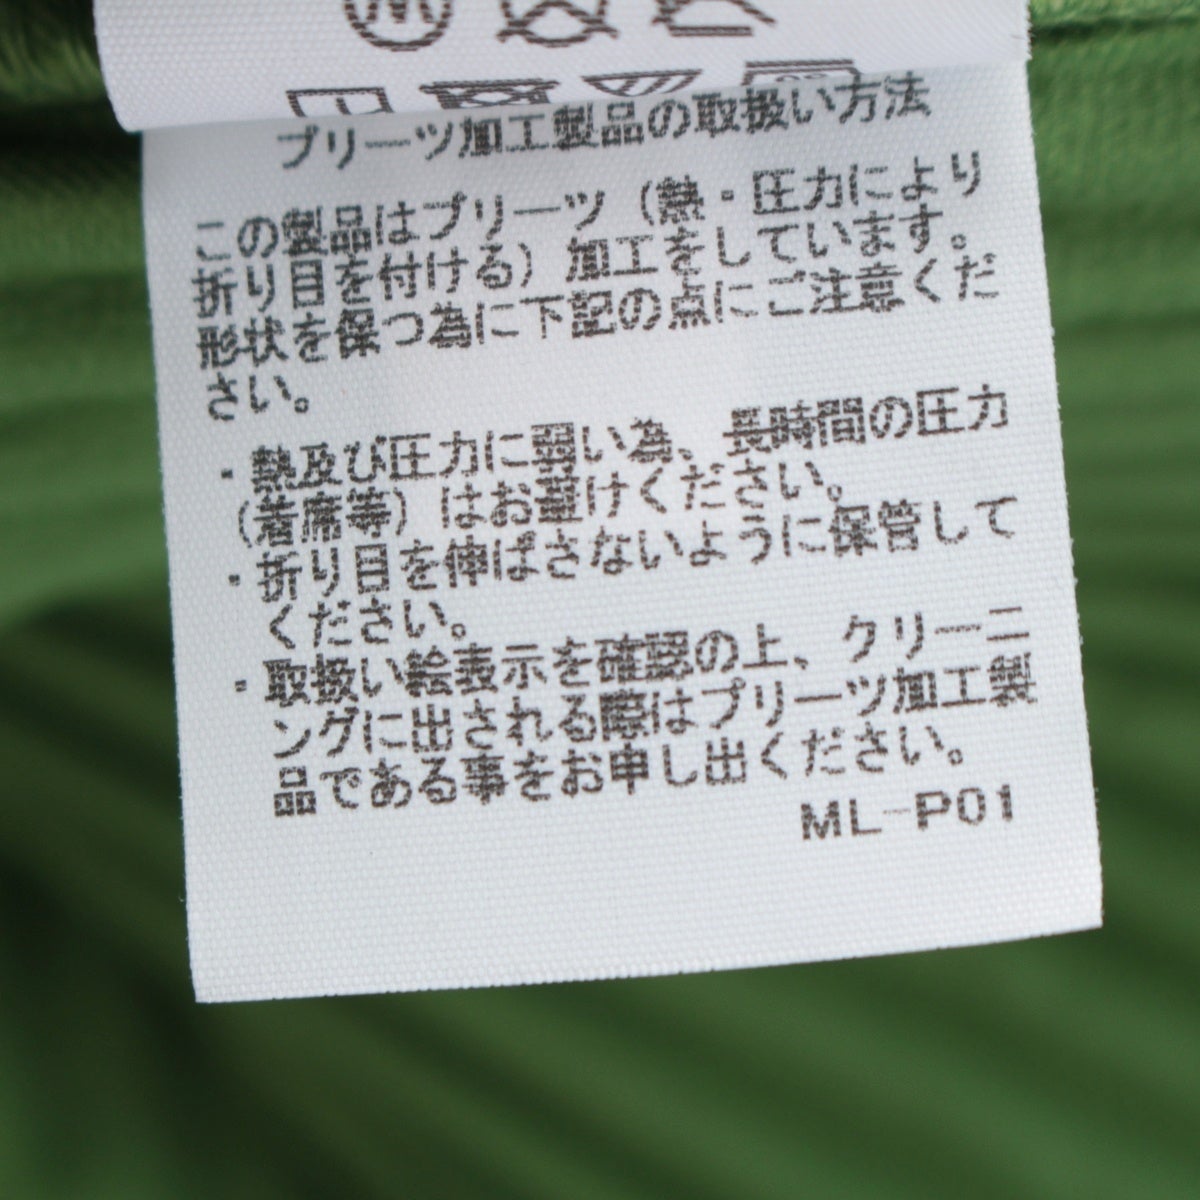 プリーツ加工製品の取扱い方法
この製品はプリーツ（熱・圧力により
折り目を付ける）加工をしています。
形状を保つ為に下記の点にご注意くだ
さい。
・熱及び圧力に弱い為、長時間の圧力
（着席等）はお避けください。
・折り目を伸ばさないように保管して
ください。
・取扱い絵表示を確認の上、クリーニ
ングに出される際はプリーツ加工製
品である事をお申し出ください。
ML-P01